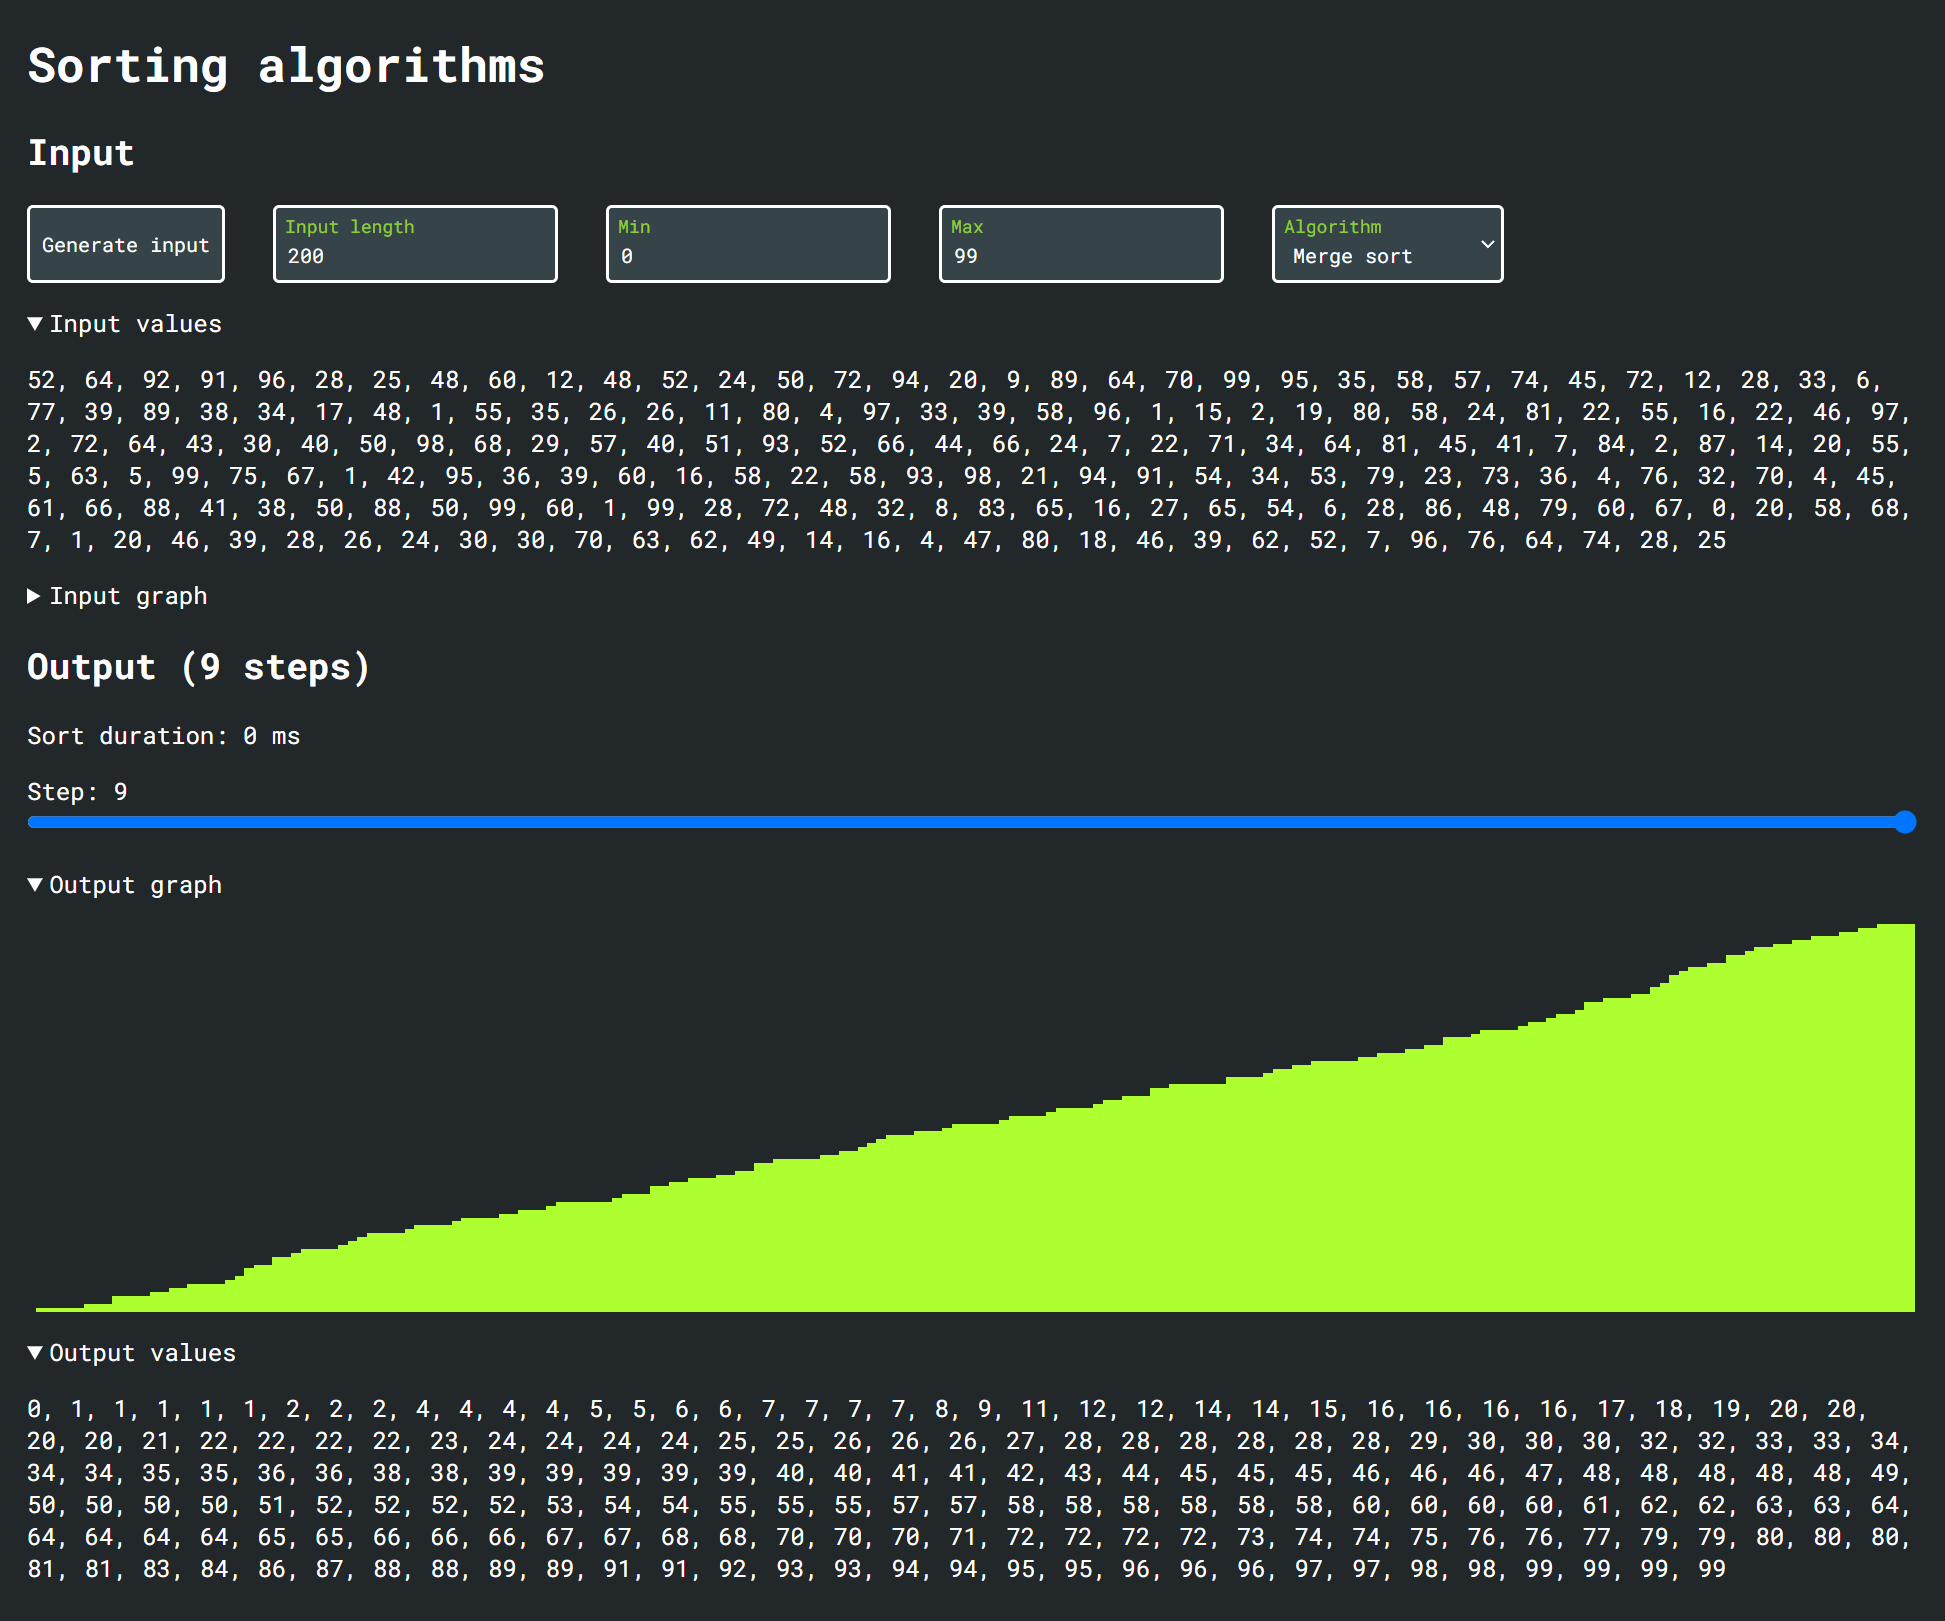 Sorting algorithms
Input
Generate input
Input length
200
Min
0
Max
99
Algorithm
Merge sort
Input values
52, 64, 92, 91, 96, 28, 25, 48, 60, 12, 48, 52, 24, 50, 72, 94, 20, 9, 89, 64, 70, 99, 95, 35, 58, 57, 74, 45, 72, 12, 28, 33, 6,
77, 39, 89, 38, 34, 17, 48, 1, 55, 35, 26, 26, 11, 80, 4, 97, 33, 39, 58, 96, 1, 15, 2, 19, 80, 58, 24, 81, 22, 55, 16, 22, 46, 97,
2, 72, 64, 43, 30, 40, 50, 98, 68, 29, 57, 40, 51, 93, 52, 66, 44, 66, 24, 7, 22, 71, 34, 64, 81, 45, 41, 7, 84, 2, 87, 14, 20, 55,
5, 63, 5, 99, 75, 67, 1, 42, 95, 36, 39, 60, 16, 58, 22, 58, 93, 98, 21, 94, 91, 54, 34, 53, 79, 23, 73, 36, 4, 76, 32, 70, 4, 45,
61, 66, 88, 41, 38, 50, 88, 50, 99, 60, 1, 99, 28, 72, 48, 32, 8, 83, 65, 16, 27, 65, 54, 6, 28, 86, 48, 79, 60, 67, 0, 20, 58, 68,
7, 1, 20, 46, 39, 28, 26, 24, 30, 30, 70, 63, 62, 49, 14, 16, 4, 47, 80, 18, 46, 39, 62, 52, 7, 96, 76, 64, 74, 28, 25
Input graph
Output (9 steps)
Sort duration: 0 ms
Step: 9
Output graph
Output values
0, 1, 1, 1, 1, 1, 2, 2, 2, 4, 4, 4, 4, 5, 5, 6, 6, 7, 7, 7, 7, 8, 9, 11, 12, 12, 14, 14, 15, 16, 16, 16, 16, 17, 18, 19, 20, 20,
20, 20, 21, 22, 22, 22, 22, 23, 24, 24, 24, 24, 25, 25, 26, 26, 26, 27, 28, 28, 28, 28, 28, 28, 29, 30, 30, 30, 32, 32, 33, 33, 34,
34, 34, 35, 35, 36, 36, 38, 38, 39, 39, 39, 39, 39, 40, 40, 41, 41, 42, 43, 44, 45, 45, 45, 46, 46, 46, 47, 48, 48, 48, 48, 48, 49,
50, 50, 50, 50, 51, 52, 52, 52, 52, 53, 54, 54, 55, 55, 55, 57, 57, 58, 58, 58, 58, 58, 58, 60, 60, 60, 60, 61, 62, 62, 63, 63, 64,
64, 64, 64, 64, 65, 65, 66, 66, 66, 67, 67, 68, 68, 70, 70, 70, 71, 72, 72, 72, 72, 73, 74, 74, 75, 76, 76, 77, 79, 79, 80, 80, 80,
81, 81, 83, 84, 86, 87, 88, 88, 89, 89, 91, 91, 92, 93, 93, 94, 94, 95, 95, 96, 96, 96, 97, 97, 98, 98, 99, 99, 99, 99